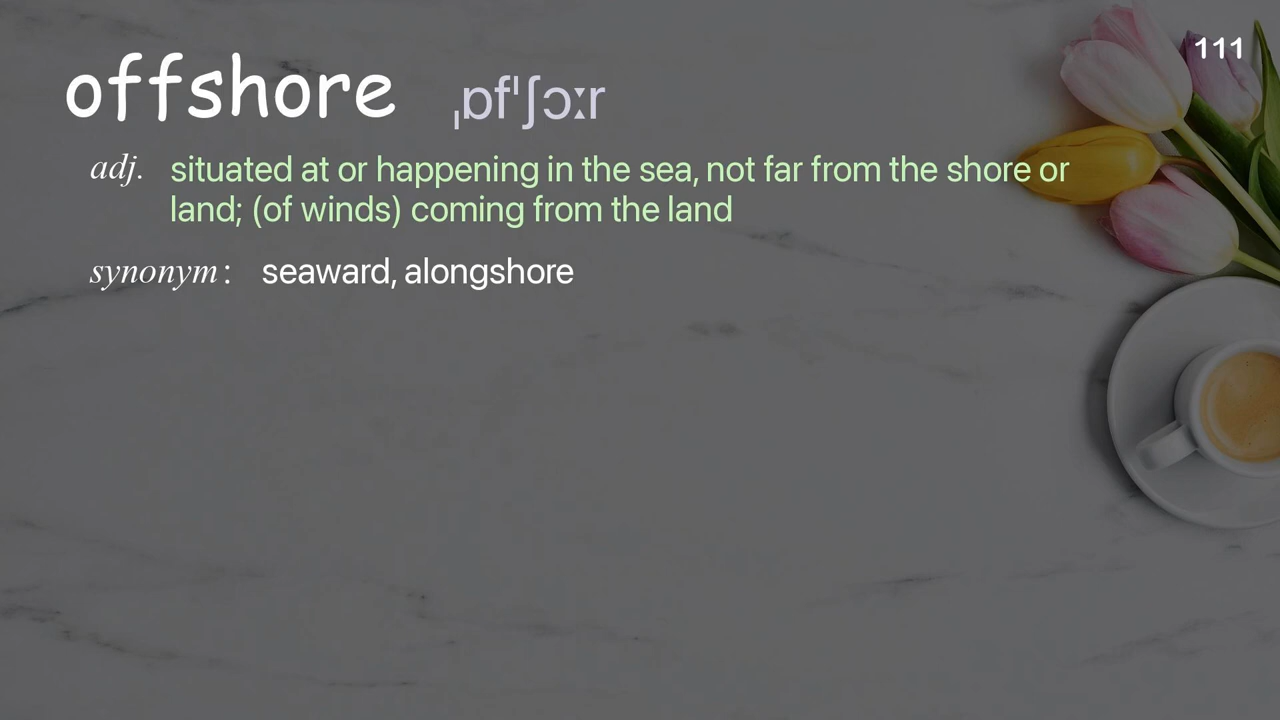 111
offshore ˌɒfˈʃɔːr
adj. situated at or happening in the sea, not far from the shore or
land; (of winds) coming from the land
synonym: seaward, alongshore